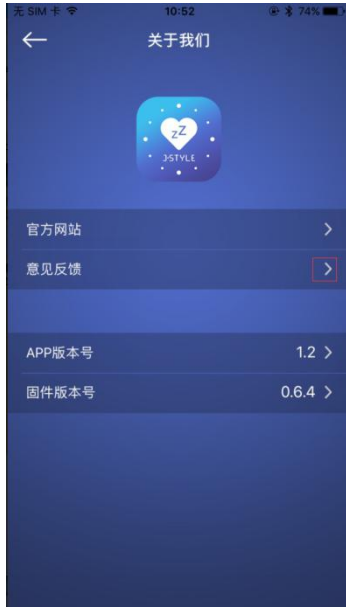 无 SIM 卡 10:52 74%
关于我们
zZ
J-STYLE
官方网站
意见反馈
APP版本号 1.2
固件版本号 0.6.4